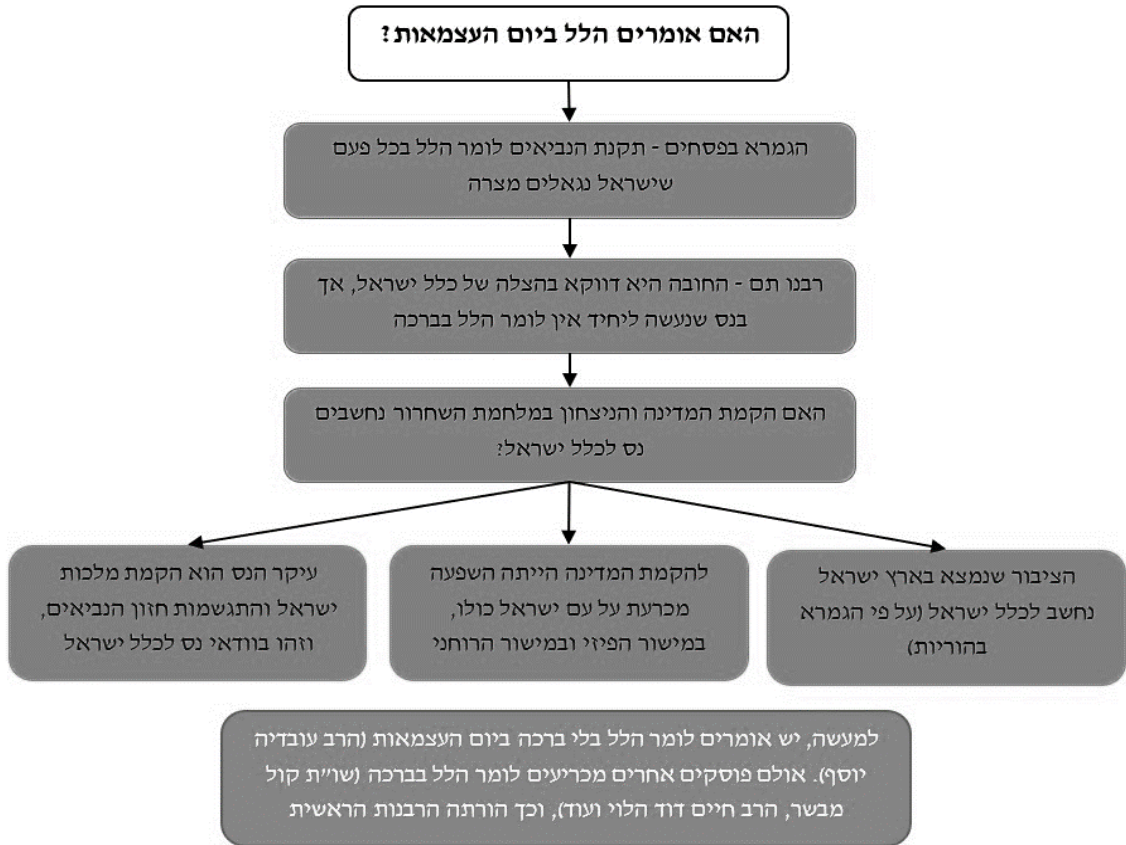 האם אומרים הלל ביום העצמאות?
הגמרא בפסחים - תקנת הנביאים לומר הלל בכל פעם
שישראל נגאלים מצרה
רבנו תם - החובה היא דווקא בהצלה של כלל ישראל, אך
בנס שנעשה ליחיד אין לומר הלל בברכה
האם הקמת המדינה והניצחון במלחמת השחרור נחשבים
נס לכלל ישראל?
הציבור שנמצא בארץ ישראל
נחשב לכלל ישראל (על פי הגמרא
בהוריות)
להקמת המדינה הייתה השפעה
מכרעת על עם ישראל כולו,
במישור הפיזי ובמישור הרוחני
עיקר הנס הוא הקמת מלכות
ישראל והתגשמות חזון הנביאים,
וזהו בוודאי נס לכלל ישראל
למעשה, יש אומרים לומר הלל בלי ברכה ביום העצמאות (הרב עובדיה
יוסף). אולם פוסקים אחרים מכריעים לומר הלל בברכה (שו"ת קול
מבשר, הרב חיים דוד הלוי ועוד), וכך הורתה הרבנות הראשית